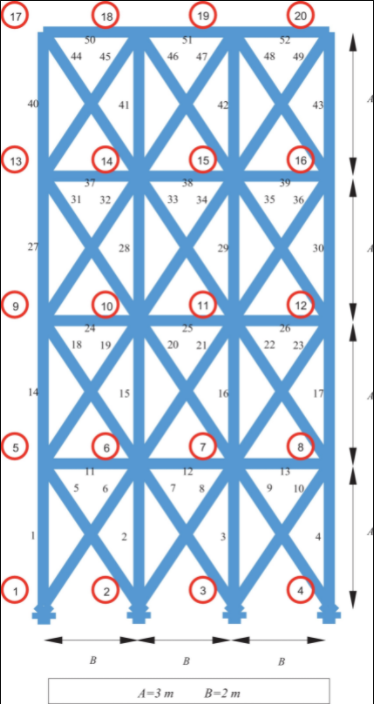 17 18 19 20
50 51 52
44 45 46 47 48 49
40 41 42 43 A
13 14 15 16
37 38 39
31 32 33 34 35 36
27 28 29 30 A
9 10 11 12
24 25 26
18 19 20 21 22 23
14 15 16 17 A
5 6 7 8
11 12 13
5 6 7 8 9 10
1 2 3 4 A
1 2 3 4
B B B
A=3 m B=2 m